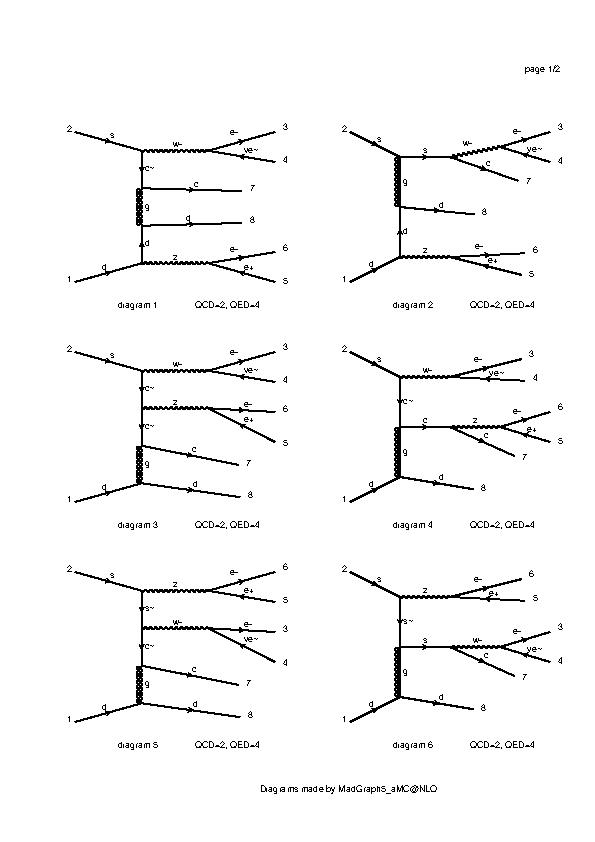 page 1/2
2 s w- e- 3
ve~ 4
c~
c 7
g
d 8
d
d z e- 6
1 e+ 5
diagram 1 QCD=2, QED=4
2 s w- e- 3
ve~ 4
s c 7
g
d 8
d
d z e- 6
1 e+ 5
diagram 2 QCD=2, QED=4
2 s w- e- 3
ve~ 4
c~
z e- 6
e+ 5
c~
c 7
g
d d 8
1
diagram 3 QCD=2, QED=4
2 s w- e- 3
ve~ 4
c~
c z e- 6
e+ 5
c 7
g
d d 8
1
diagram 4 QCD=2, QED=4
2 s z e- 6
e+ 5
s~
w- e- 3
ve~ 4
c~
c 7
g
d d 8
1
diagram 5 QCD=2, QED=4
2 s z e- 6
e+ 5
s~
s w- e- 3
ve~ 4
c 7
g
d d 8
1
diagram 6 QCD=2, QED=4
Diagrams made by MadGraph5_aMC@NLO